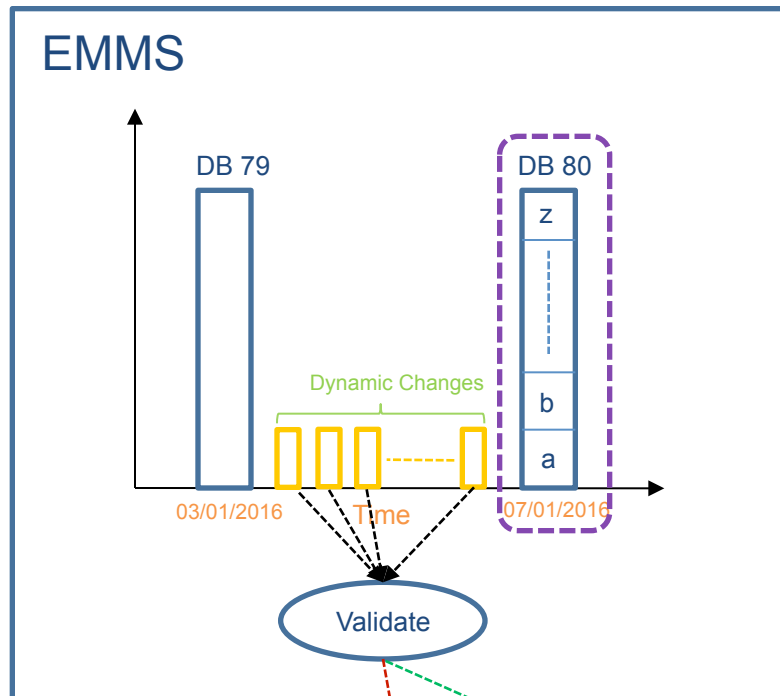 EMMS
DB 79
DB 80
z
Dynamic Changes
b
a
03/01/2016
Time
07/01/2016
Validate